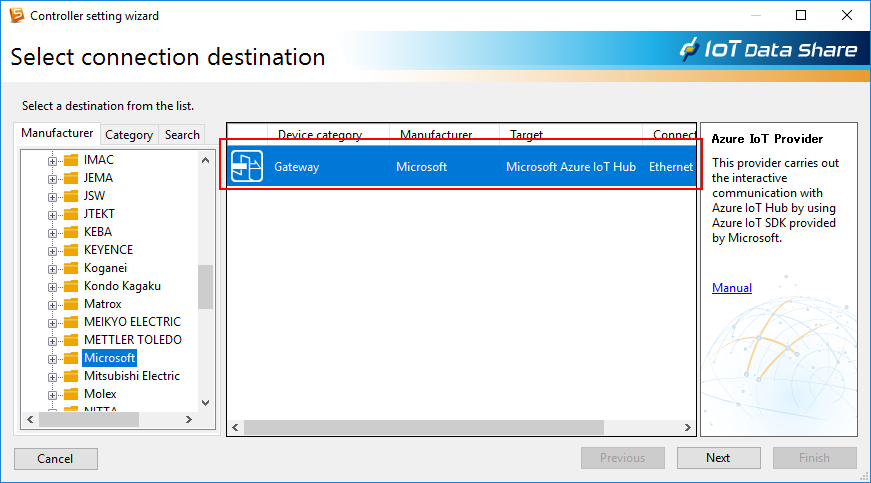 Controller setting wizard
Select connection destination
IoT Data Share
Select a destination from the list.
Manufacturer Category Search
IMAC
JEMA
JSW
JTEKT
KEBA
KEYENCE
Koganei
Kondo Kagaku
Matrox
MEIKYO ELECTRIC
METTLER TOLEDO
Microsoft
Mitsubishi Electric
Molex
NITTA
Device category Manufacturer Target Connect
Gateway Microsoft Microsoft Azure IoT Hub Ethernet
Azure IoT Provider
This provider carries out
the interactive
communication with
Azure IoT Hub by using
Azure IoT SDK provided
by Microsoft.
Manual
Cancel Previous Next Finish